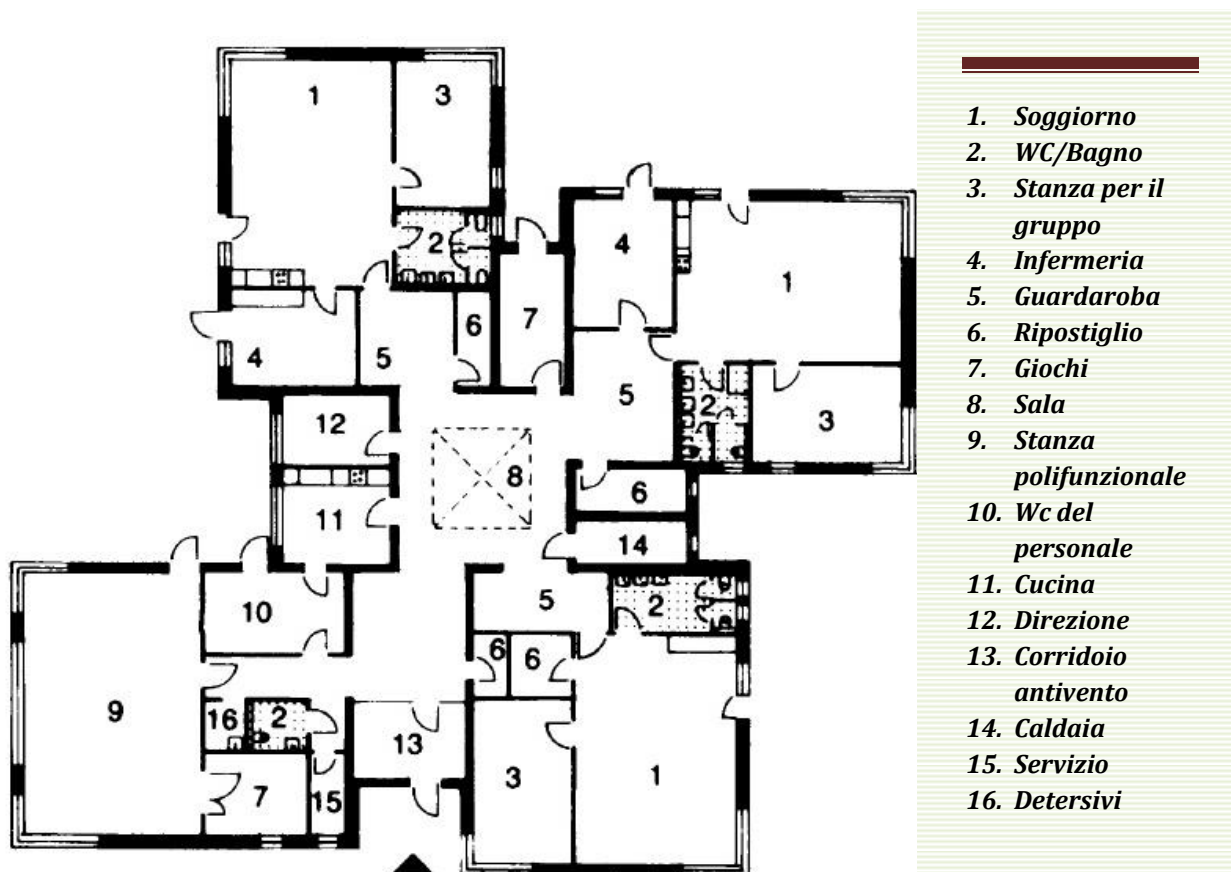 1 3
2 4
1
6 7
4 5
5 2 3
12
8 6
11
14
10 5 2
6 6
9 16 2 13
3 1
7 15
1. Soggiorno
2. WC/Bagno
3. Stanza per il
gruppo
4. Infermeria
5. Guardaroba
6. Ripostiglio
7. Giochi
8. Sala
9. Stanza
polifunzionale
10. Wc del
personale
11. Cucina
12. Direzione
13. Corridoio
antivento
14. Caldaia
15. Servizio
16. Detersivi